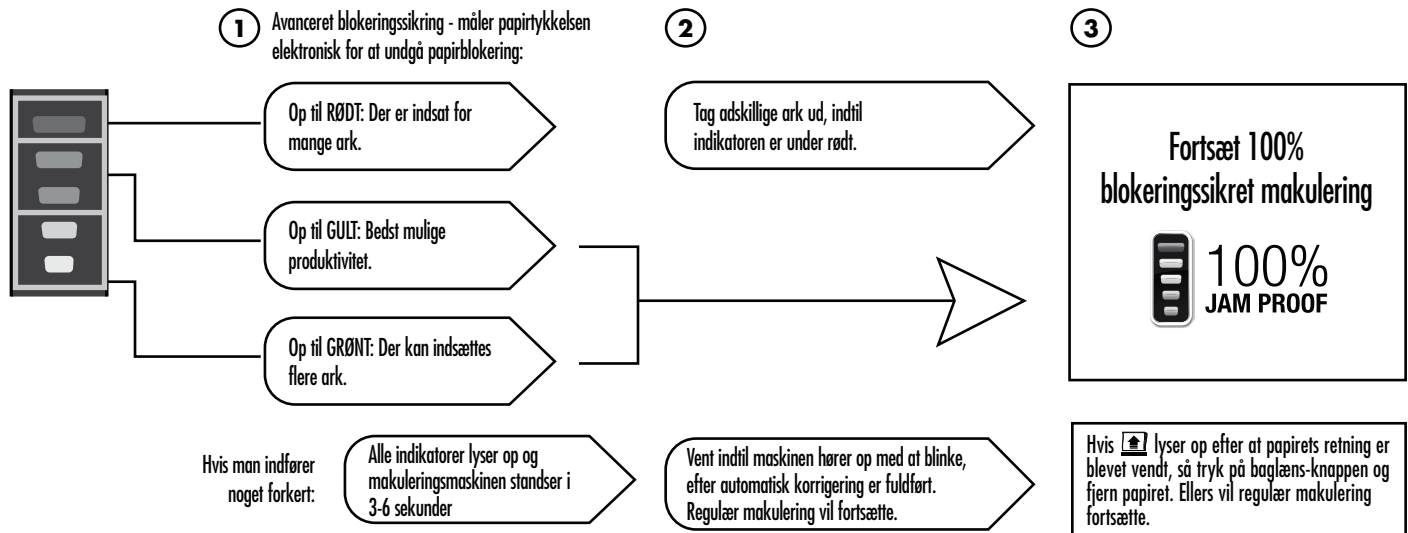 1
Avanceret blokeringssikring - måler papirtykkelsen
elektronisk for at undgå papirblokering:
2
3
Op til RØDT: Der er indsat for
mange ark.
Tag adskillige ark ud, indtil
indikatoren er under rødt.
Fortsæt 100%
blokeringssikret makulering
100%
JAM PROOF
Op til GULT: Bedst mulige
produktivitet.
Op til GRØNT: Der kan indsættes
flere ark.
Hvis man indfører
noget forkert:
Alle indikatorer lyser op og
makuleringsmaskinen standser i
3-6 sekunder
Vent indtil maskinen hører op med at blinke,
efter automatisk korrigering er fuldført.
Regulær makulering vil fortsætte.
Hvis lyser op efter at papirets retning er
blevet vendt, så tryk på baglæns-knappen og
fjern papiret. Ellers vil regulær makulering
fortsætte.